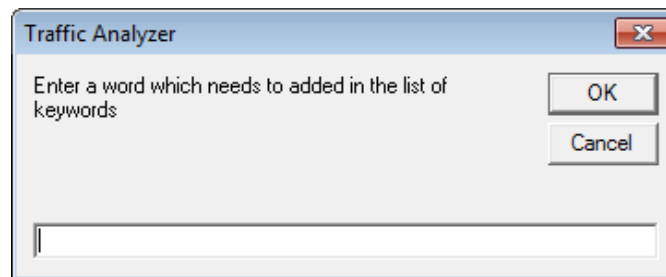 Traffic Analyzer
Enter a word which needs to added in the list of
keywords
OK
Cancel